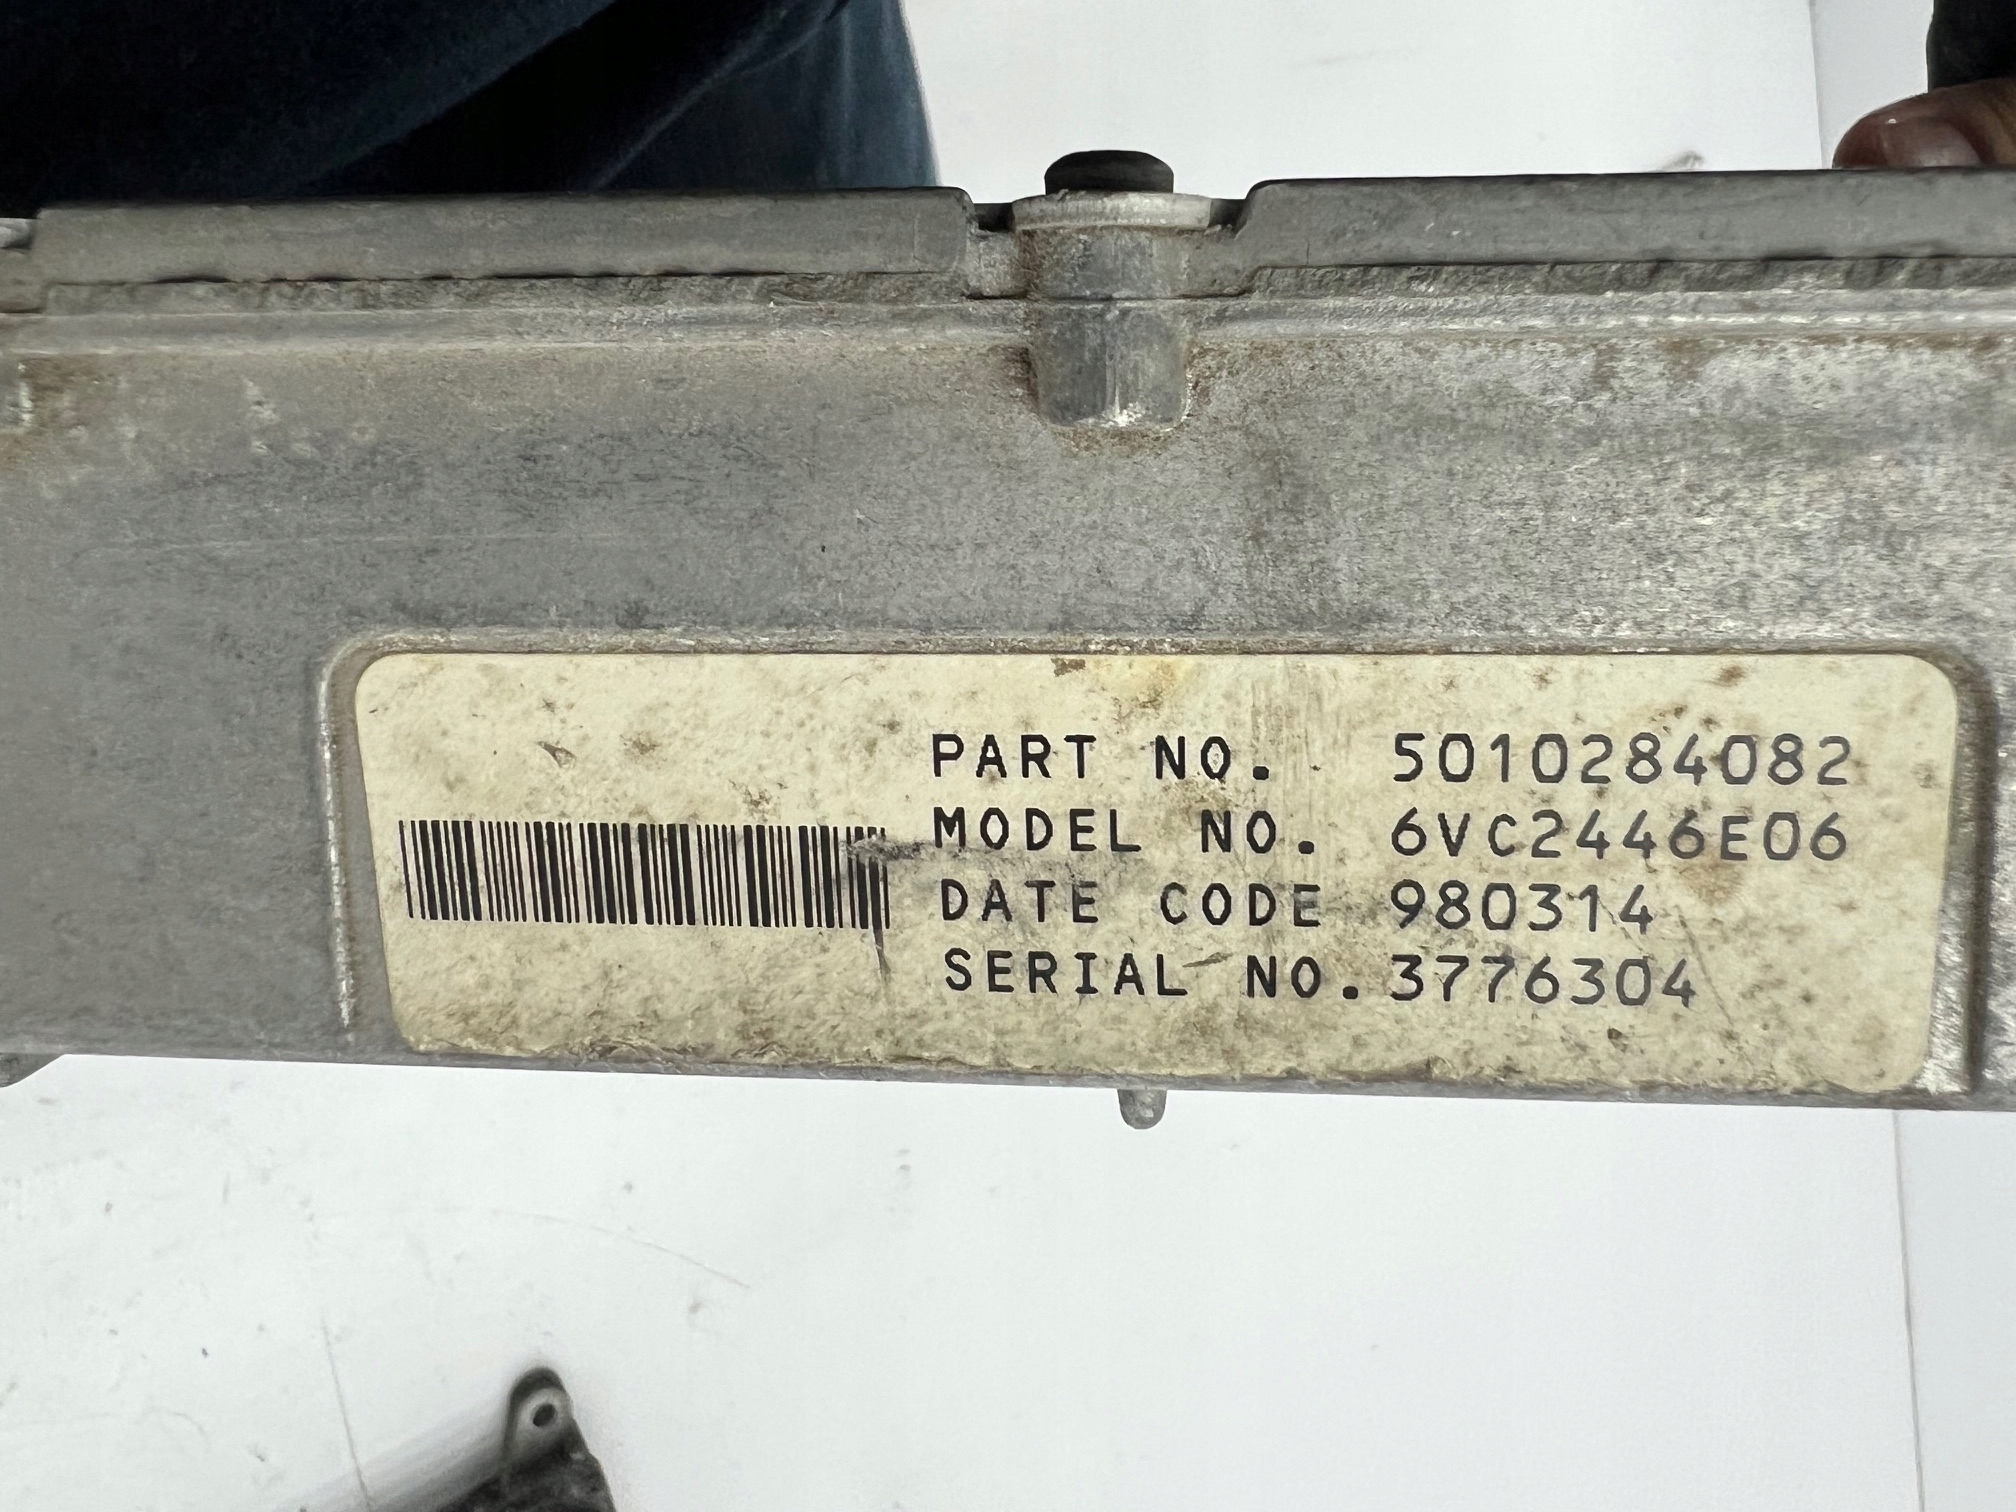 PART NO. 5010284082
MODEL NO. 6VC2446E06
DATE CODE 980314
SERIAL NO. 3776304